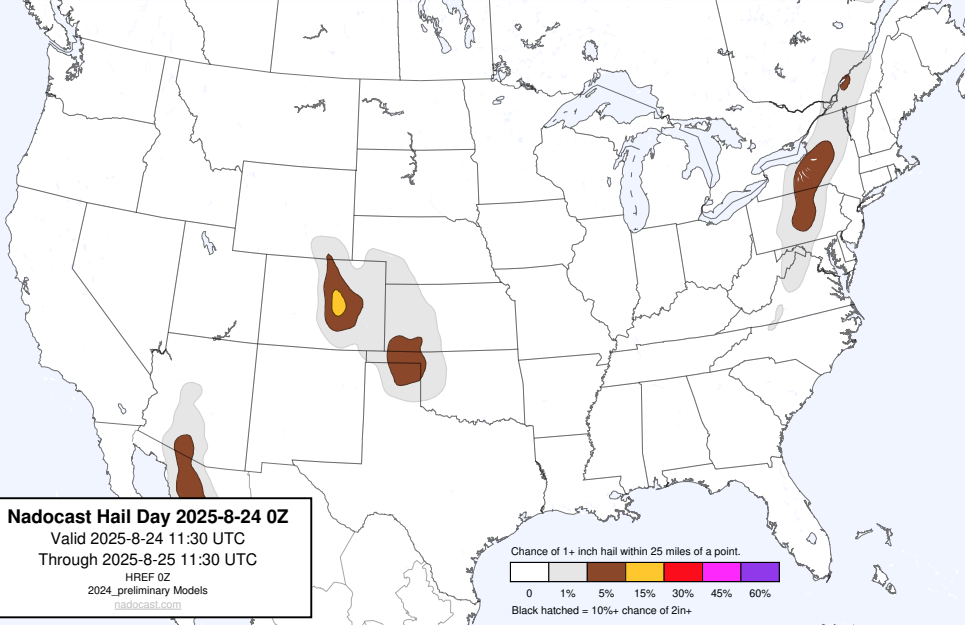 Nadocast Hail Day 2025-8-24 0Z
Valid 2025-8-24 11:30 UTC
Through 2025-8-25 11:30 UTC
HREF 0Z
2024_preliminary Models
nadocast.com
Chance of 1+ inch hail within 25 miles of a point.
0 1% 5% 15% 30% 45% 60%
Black hatched = 10%+ chance of 2in+